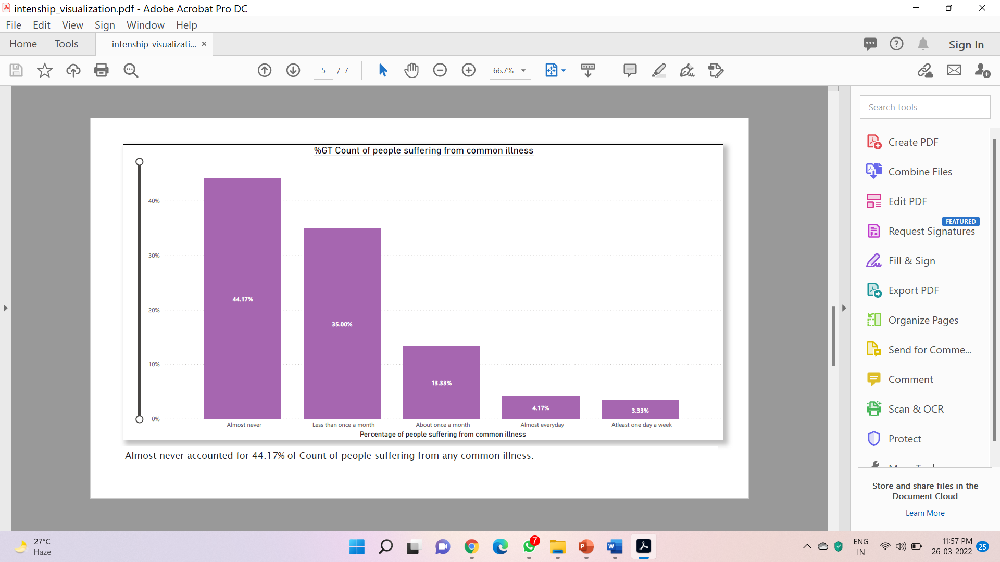 intenship_visualization.pdf - Adobe Acrobat Pro DC
File Edit View Sign Window Help
Home Tools intenship_visualizati... × Sign In
5 / 7 66.7%
Search tools
Create PDF
Combine Files
Edit PDF
FEATURED
Request Signatures
Fill & Sign
Export PDF
Organize Pages
Send for Comme...
Comment
Scan & OCR
Protect
More Tools
Store and share files in the
Document Cloud
Learn More
%GT Count of people suffering from common illness
40%
30%
20%
10%
0%
44.17%
35.00%
13.33%
4.17%
3.33%
Almost never Less than once a month About once a month Almost everyday Atleast one day a week
Percentage of people suffering from common illness
Almost never accounted for 44.17% of Count of people suffering from any common illness.
27°C
Haze
7
ENG
IN
11:57 PM
26-03-2022
25